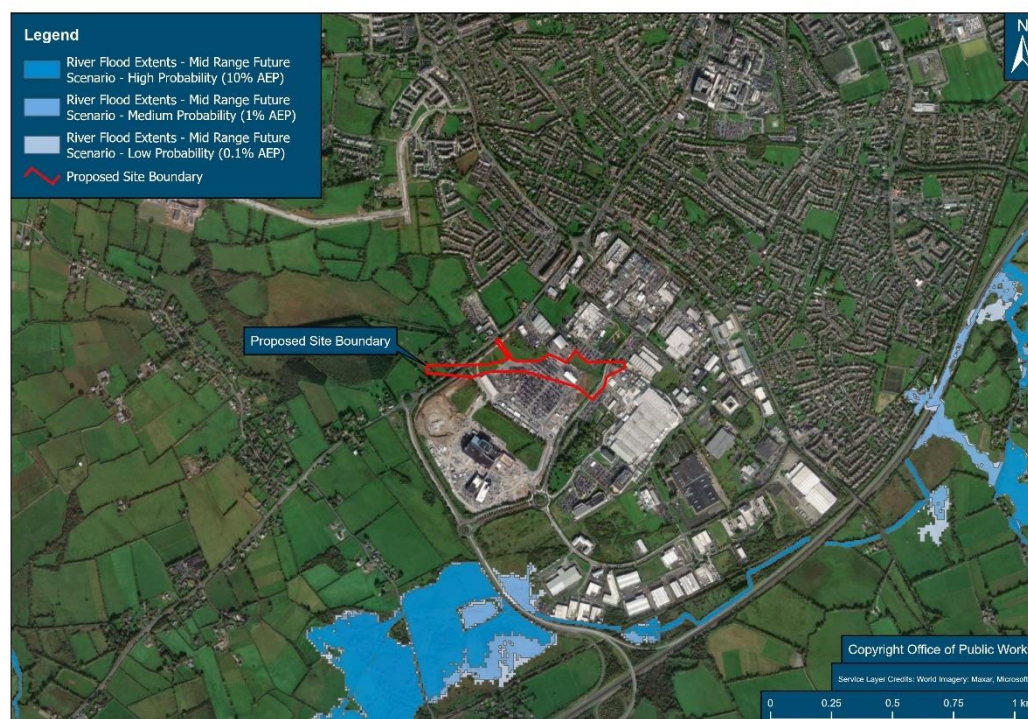 Legend
River Flood Extents - Mid Range Future
Scenario - High Probability (10% AEP)
River Flood Extents - Mid Range Future
Scenario - Medium Probability (1% AEP)
River Flood Extents - Mid Range Future
Scenario - Low Probability (0.1% AEP)
Proposed Site Boundary
N
Proposed Site Boundary
Copyright Office of Public Work
Service Layer Credits: World Imagery: Maxar, Microsoft
0 0.25 0.5 0.75 1 k